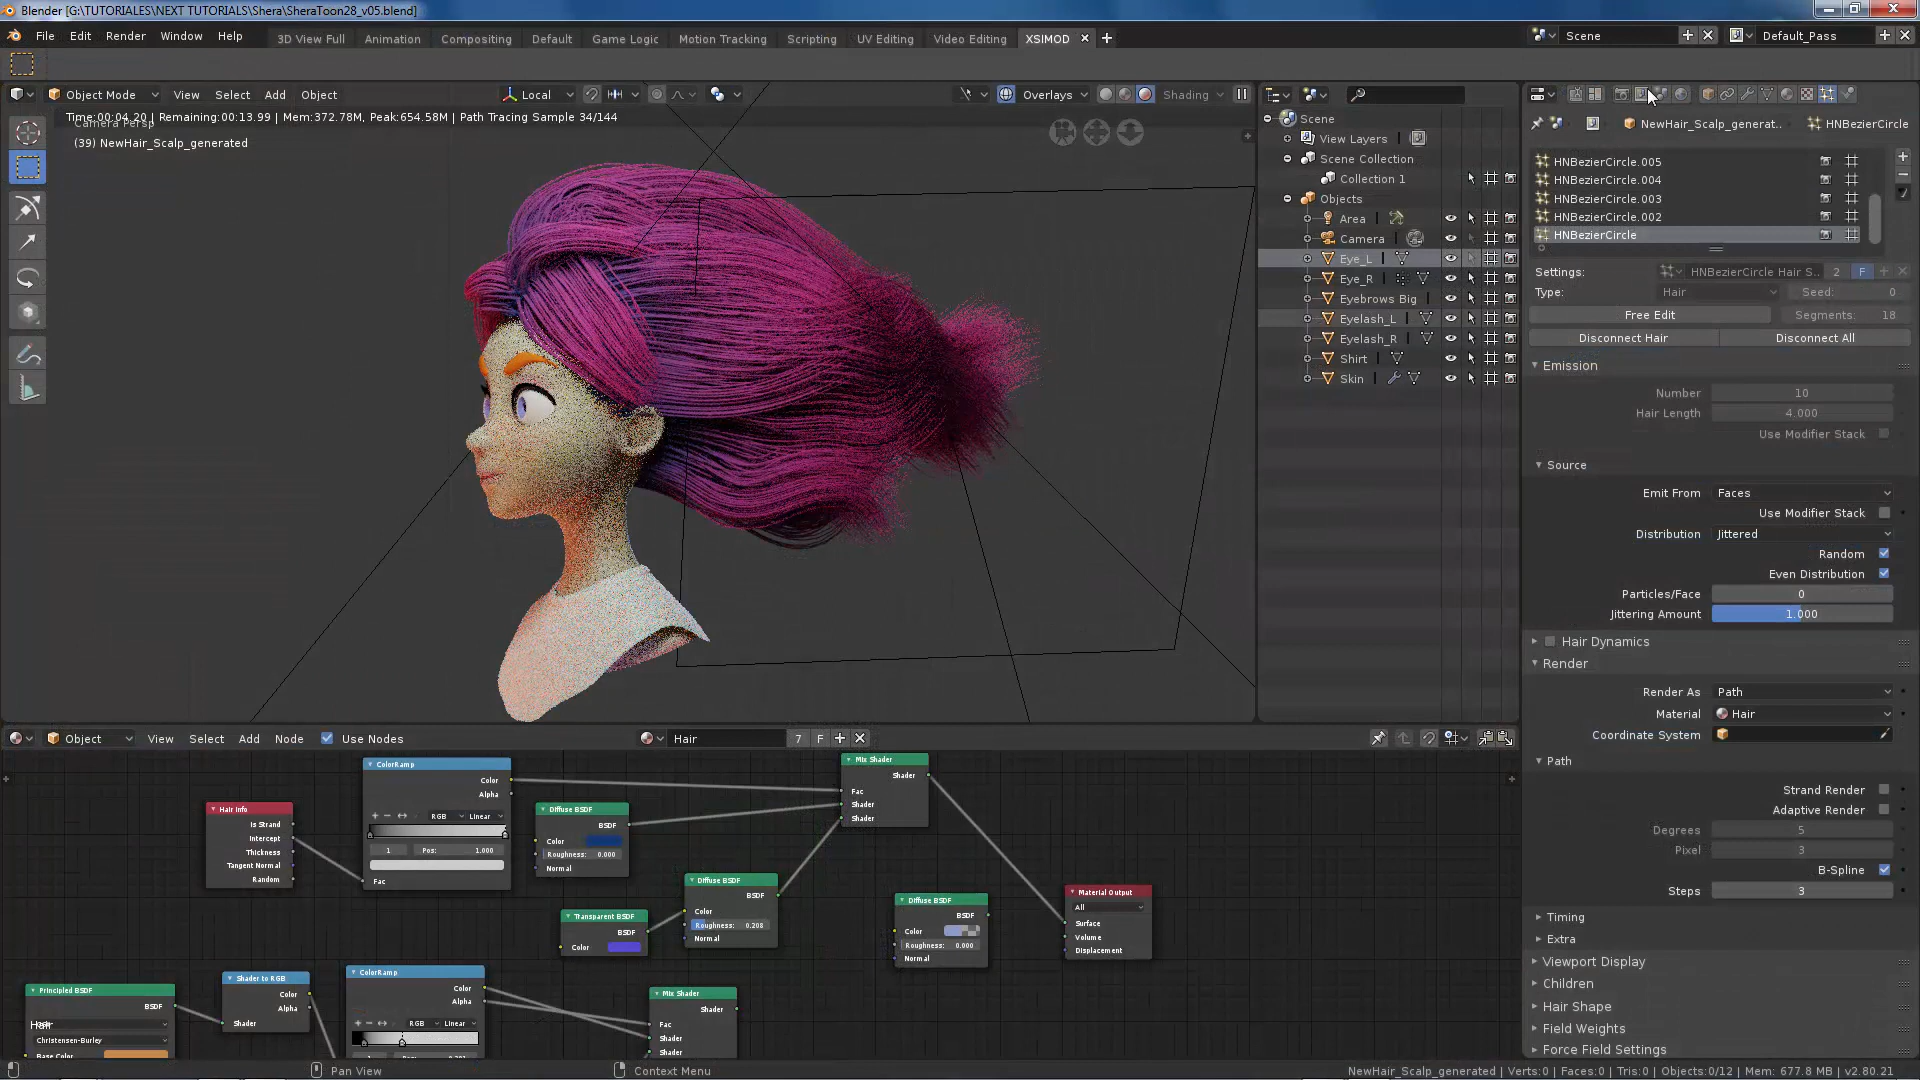 Blender [G:\TUTORIALES\NEXT TUTORIALS\Shera\SheraToon28_v05.blend]
File Edit Render Window Help
3D View Full Animation Compositing Default Game Logic Motion Tracking Scripting UV Editing Video Editing XSIMOD
Scene
Default_Pass
Object Mode View Select Add Object
Local
Overlays
Shading
Time:00:04.20 | Remaining:00:13.99 | Mem:372.78M, Peak:654.58M | Path Tracing Sample 34/144
Camera Persp
(39) NewHair_Scalp_generated
Scene
View Layers
Scene Collection
Collection 1
Objects
Area
Camera
Eye_L
Eye_R
Eyebrows Big
Eyelash_L
Eyelash_R
Shirt
Skin
NewHair_Scalp_generat..
HNBezierCircle
HNBezierCircle.005
HNBezierCircle.004
HNBezierCircle.003
HNBezierCircle.002
HNBezierCircle
Settings: HNBezierCircle Hair S.. 2 F
Type: Hair Seed: 0
Free Edit Segments: 18
Disconnect Hair Disconnect All
Emission
Number 10
Hair Length 4.000
Use Modifier Stack
Source
Emit From Faces
Use Modifier Stack
Distribution Jittered
Random
Even Distribution
Particles/Face 0
Jittering Amount 1.000
Hair Dynamics
Render
Render As Path
Material Hair
Coordinate System
Path
Strand Render
Adaptive Render
Degrees 5
Pixel 3
B-Spline
Steps 3
Timing
Extra
Viewport Display
Children
Hair Shape
Field Weights
Force Field Settings
Object View Select Add Node Use Nodes
Hair 7 F
Hair Info
Is Strand
Intercept
Thickness
Tangent Normal
Random
ColorRamp
Color
Alpha
RGB Linear
1 Pos: 1.000
Fac
Diffuse BSDF
BSDF
Color
Roughness: 0.000
Normal
Mix Shader
Shader
Fac
Shader
Shader
Diffuse BSDF
BSDF
Color
Roughness: 0.208
Normal
Transparent BSDF
BSDF
Color
Diffuse BSDF
BSDF
Color
Roughness: 0.000
Normal
Material Output
All
Surface
Volume
Displacement
Principled BSDF
BSDF
Hair
Christensen-Burley
Base Color
Shader to RGB
Color
Alpha
Shader
ColorRamp
Color
Alpha
RGB Linear
Mix Shader
Shader
Fac
Shader
Shader
Pan View
Context Menu
NewHair_Scalp_generated | Verts:0 | Faces:0 | Tris:0 | Objects:0/12 | Mem: 677.8 MB | v2.80.21